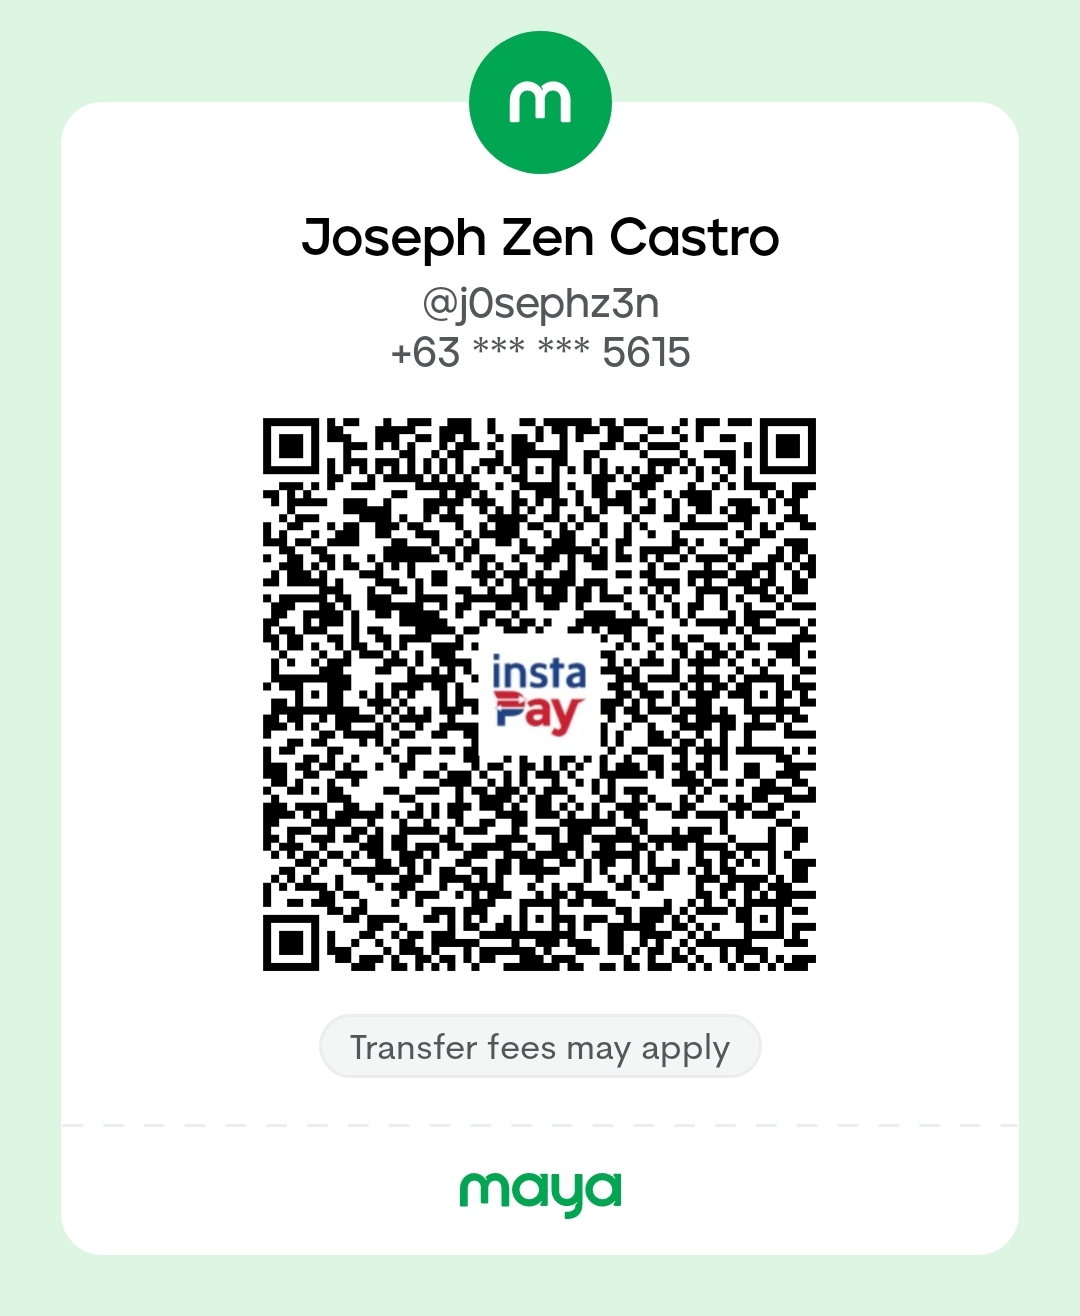 m
Joseph Zen Castro
@j0sephz3n
+63 *** *** 5615
insta
Pay
Transfer fees may apply
maya